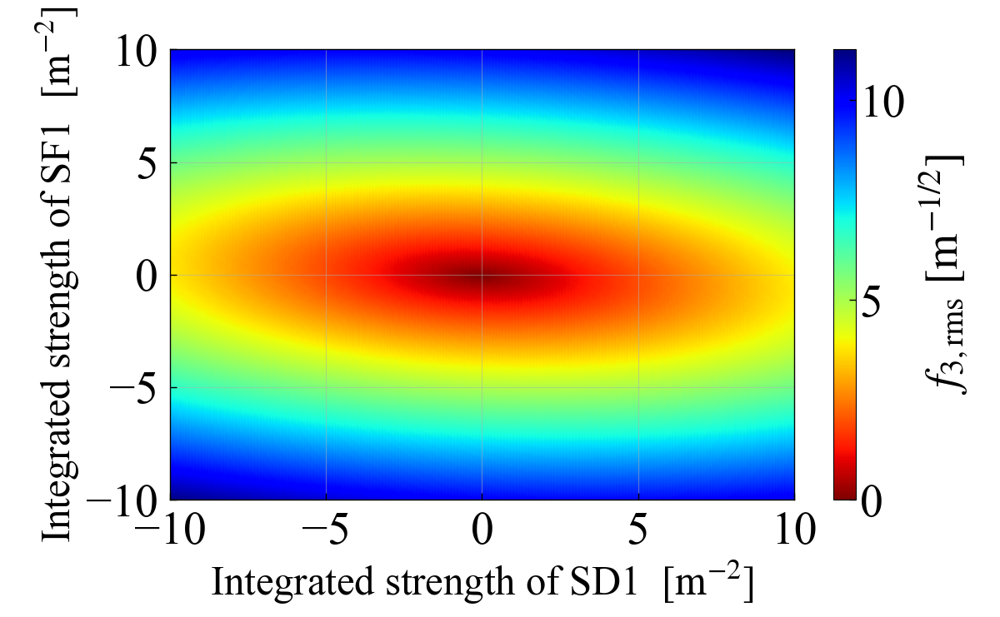 Integrated strength of SF1 [m⁻²]
10
5
0
−5
−10
−10 −5 0 5 10
Integrated strength of SD1 [m⁻²]
10
5
0
f₃,rms [m⁻¹/²]